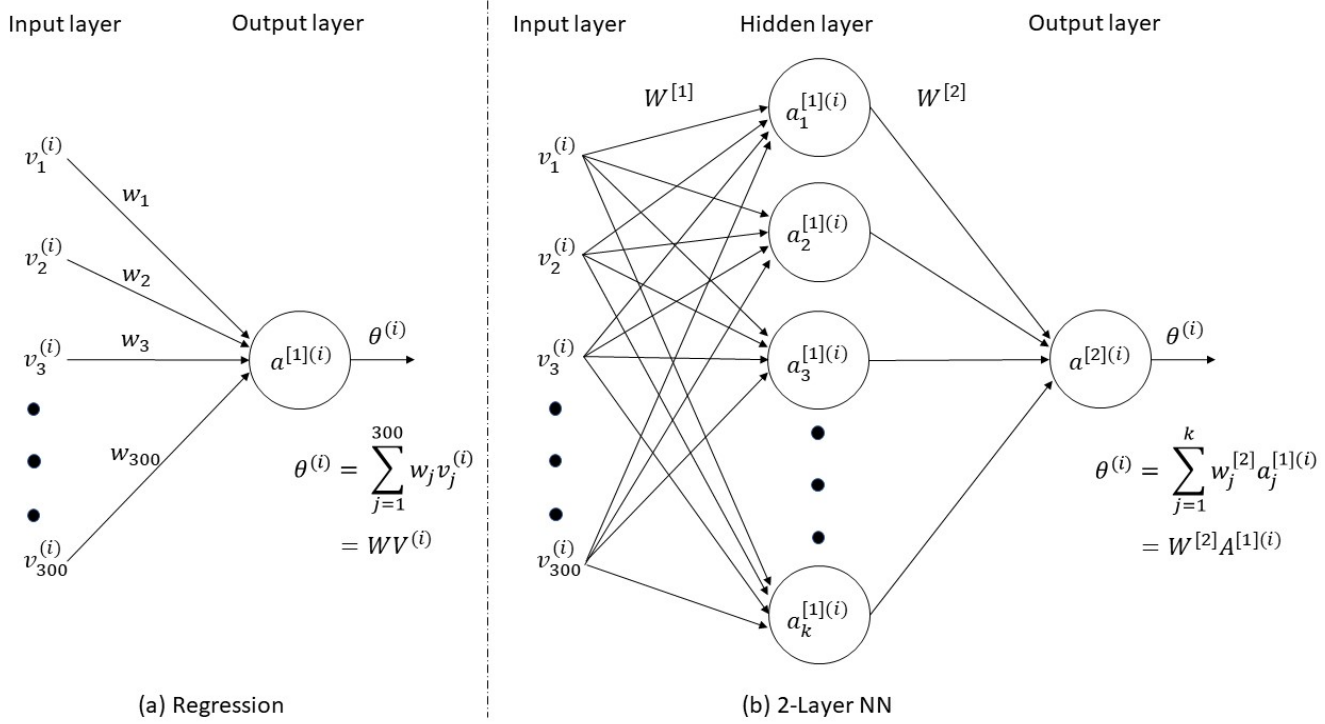 Input layer
Output layer
v_1^{(i)}
w_1
v_2^{(i)}
w_2
v_3^{(i)}
w_3
a^{[1](i)}
θ^{(i)}
w_{300}
v_{300}^{(i)}
θ^{(i)} = \sum_{j=1}^{300} w_j v_j^{(i)}
= WV^{(i)}
(a) Regression
Input layer
Hidden layer
Output layer
W^{[1]}
W^{[2]}
v_1^{(i)}
v_2^{(i)}
v_3^{(i)}
v_{300}^{(i)}
a_1^{[1](i)}
a_2^{[1](i)}
a_3^{[1](i)}
a_k^{[1](i)}
a^{[2](i)}
θ^{(i)}
θ^{(i)} = \sum_{j=1}^{k} w_j^{[2]} a_j^{[1](i)}
= W^{[2]}A^{[1](i)}
(b) 2-Layer NN